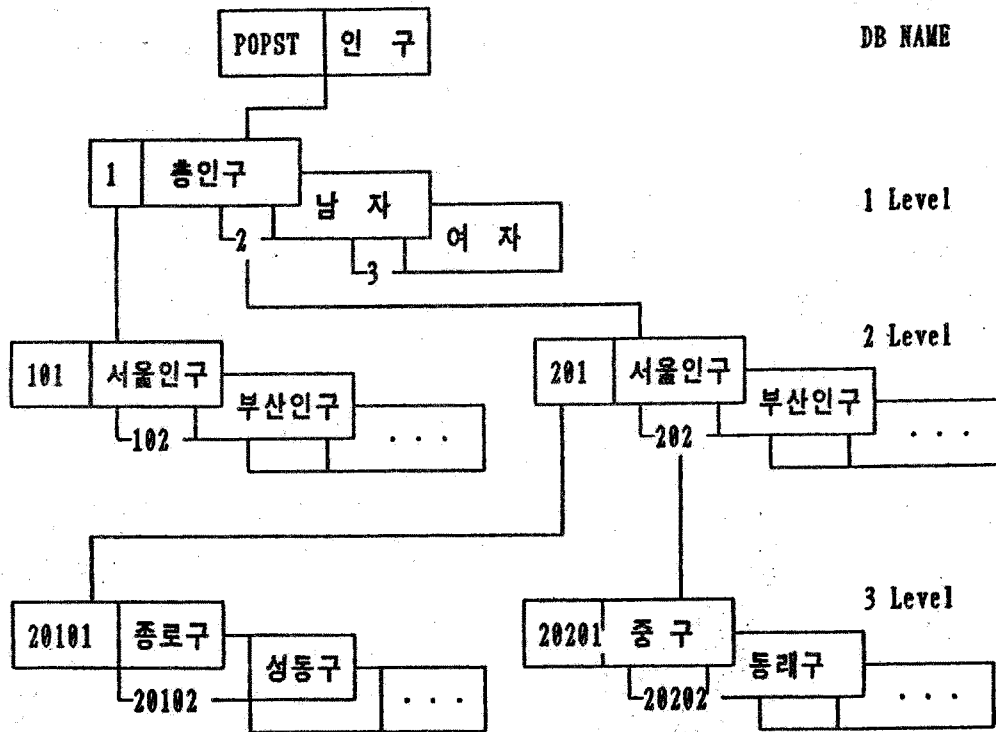 POPST 인 구
DB NAME
1 총인구
남 자
1 Level
여 자
2
3
2 Level
101 서울인구
201 서울인구
부산인구
부산인구
102
. . .
202
. . .
3 Level
20101 종로구
20201 중 구
성동구
동래구
20102
. . .
20202
. . .